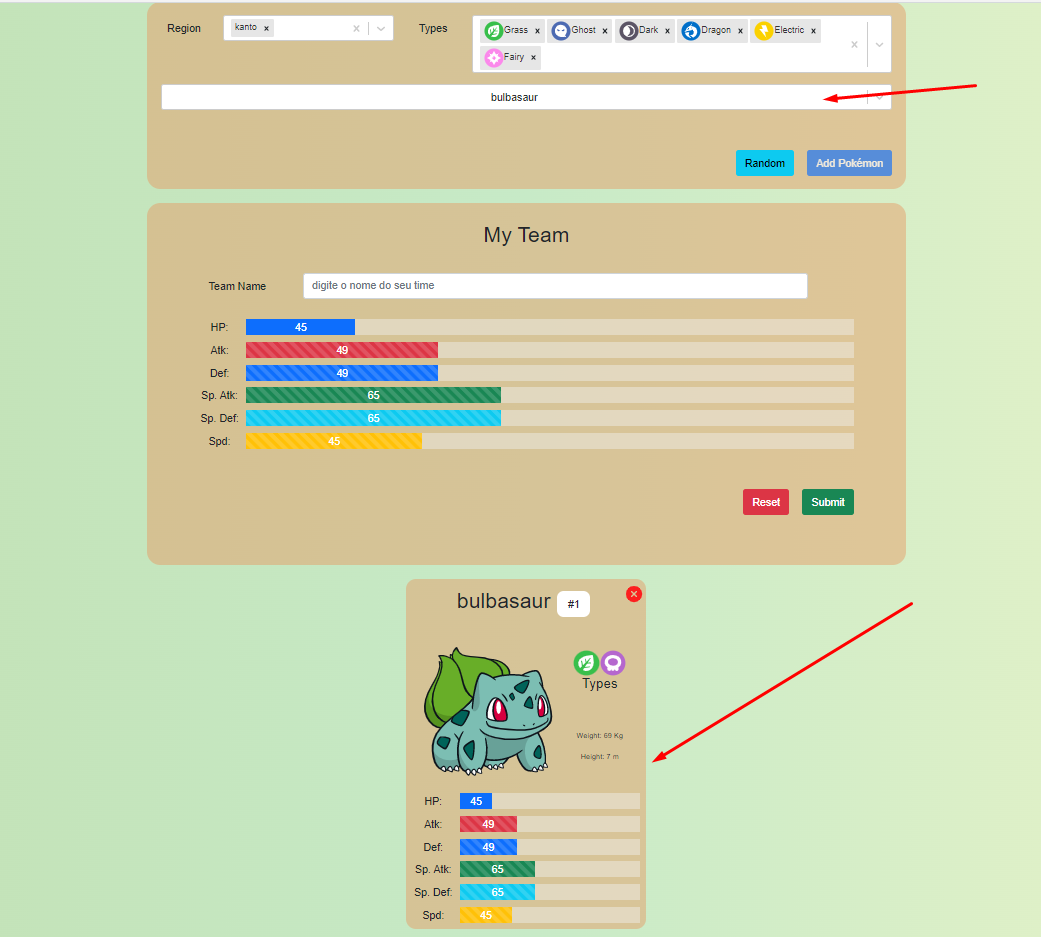 Region kanto × × Types Grass × Ghost × Dark × Dragon × Electric ×
Fairy × ×
bulbasaur
Random Add Pokémon
My Team
Team Name digite o nome do seu time
HP: 45
Atk: 49
Def: 49
Sp. Atk: 65
Sp. Def: 65
Spd: 45
Reset Submit
bulbasaur #1 ×
Types
Weight: 69 Kg
Height: 7 m
HP: 45
Atk: 49
Def: 49
Sp. Atk: 65
Sp. Def: 65
Spd: 45